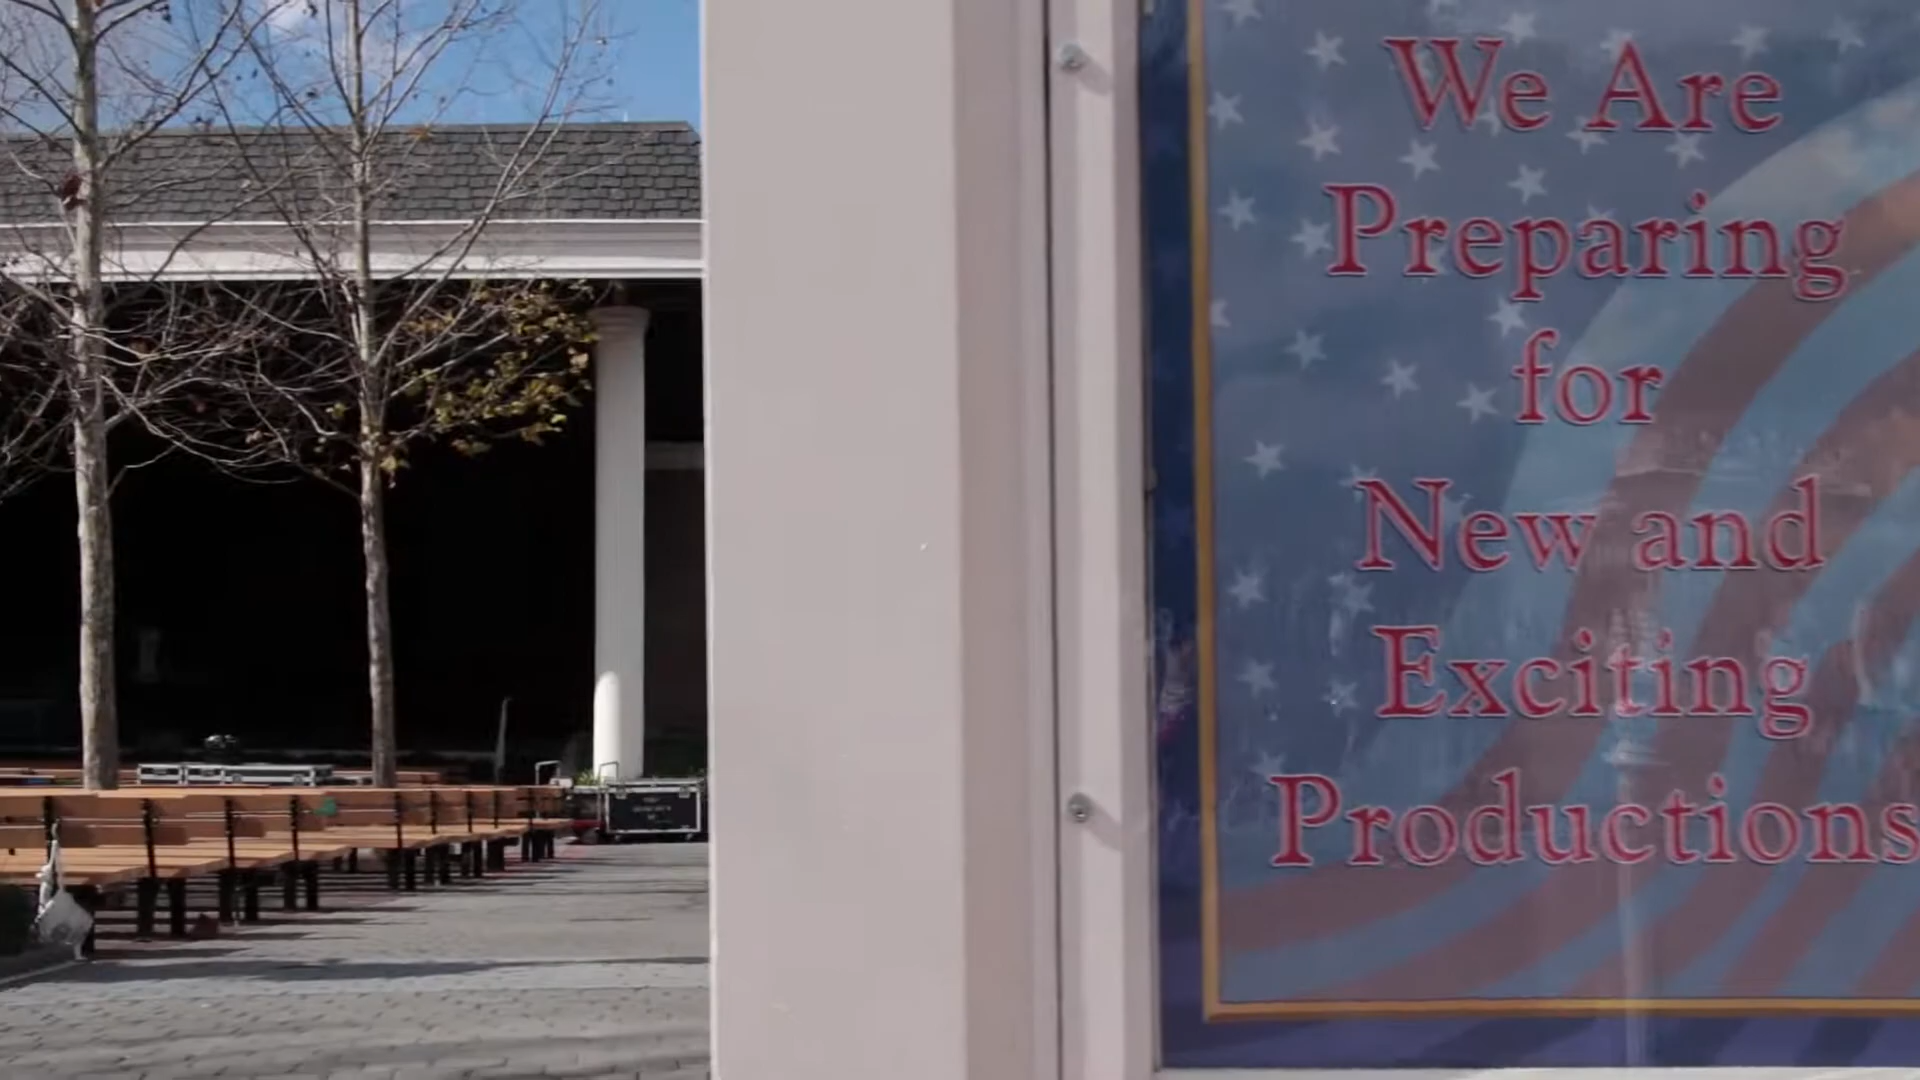 We Are
Preparing
for
New and
Exciting
Productions